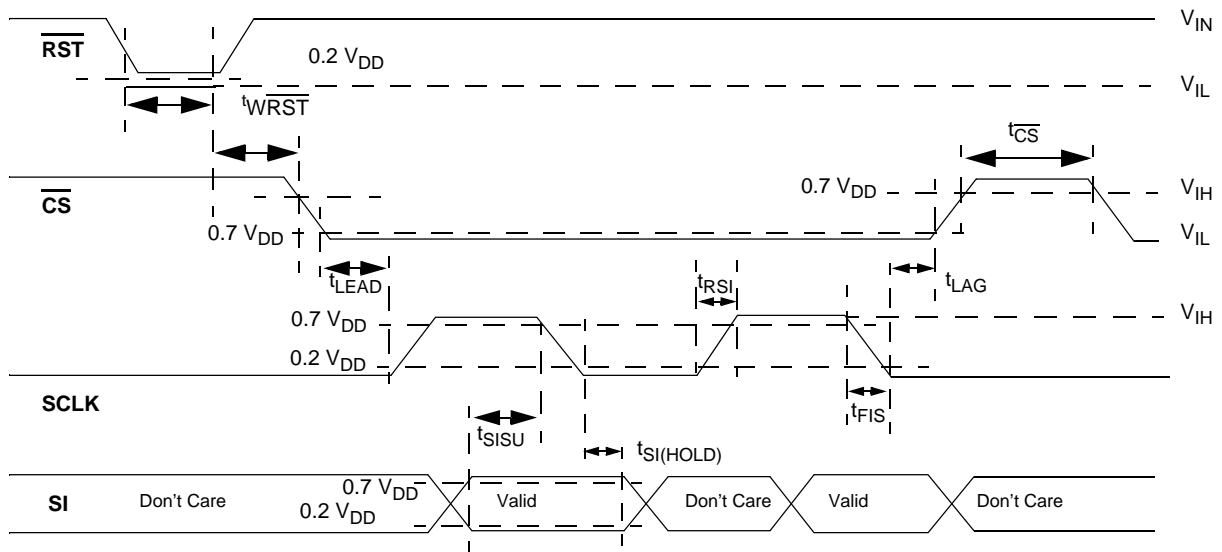 V_IN
RST
0.2 V_DD
V_IL
t_WRST
t_CS
CS
0.7 V_DD
V_IH
0.7 V_DD
V_IL
t_LEAD
t_RSI
t_LAG
0.7 V_DD
V_IH
0.2 V_DD
SCLK
t_FIS
t_SISU
t_SI(HOLD)
SI
Don't Care
0.7 V_DD
0.2 V_DD
Valid
Don't Care
Valid
Don't Care